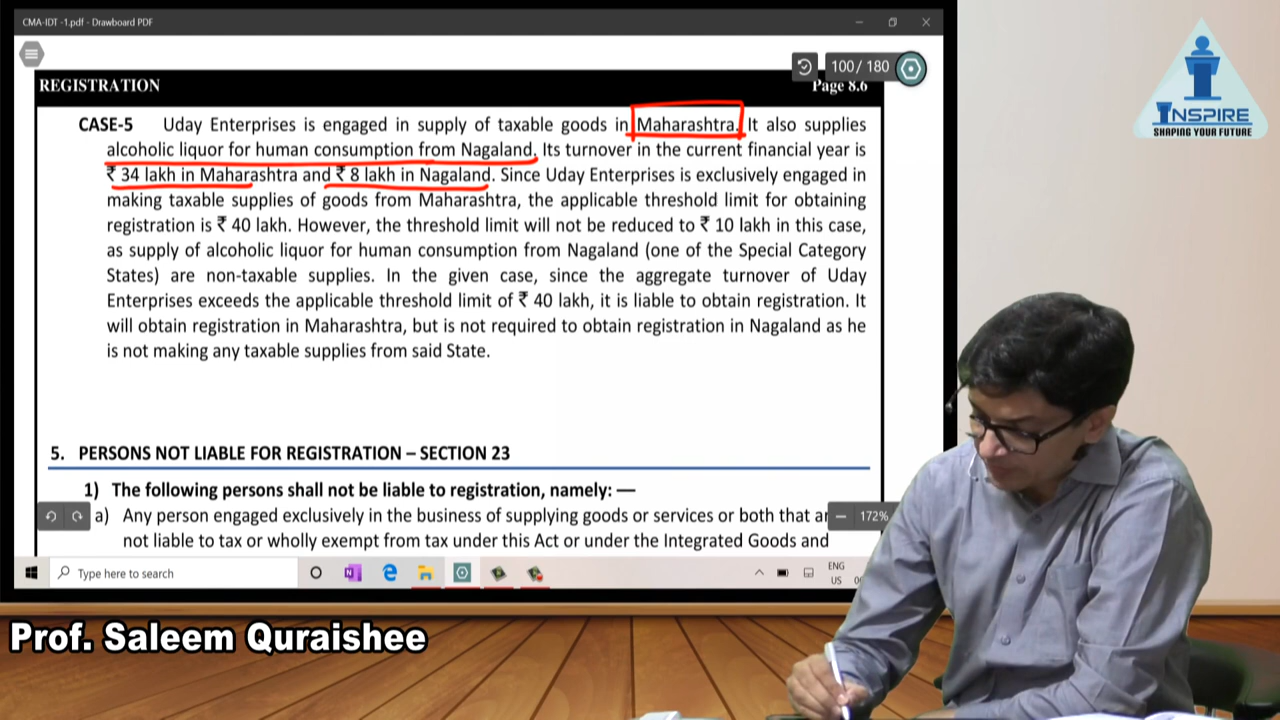 CMA-IDT -1.pdf - Drawboard PDF
100 / 180
REGISTRATION
Page 8.6
CASE-5 Uday Enterprises is engaged in supply of taxable goods in Maharashtra. It also supplies
alcoholic liquor for human consumption from Nagaland. Its turnover in the current financial year is
₹ 34 lakh in Maharashtra and ₹ 8 lakh in Nagaland. Since Uday Enterprises is exclusively engaged in
making taxable supplies of goods from Maharashtra, the applicable threshold limit for obtaining
registration is ₹ 40 lakh. However, the threshold limit will not be reduced to ₹ 10 lakh in this case,
as supply of alcoholic liquor for human consumption from Nagaland (one of the Special Category
States) are non-taxable supplies. In the given case, since the aggregate turnover of Uday
Enterprises exceeds the applicable threshold limit of ₹ 40 lakh, it is liable to obtain registration. It
will obtain registration in Maharashtra, but is not required to obtain registration in Nagaland as he
is not making any taxable supplies from said State.
5. PERSONS NOT LIABLE FOR REGISTRATION – SECTION 23
1) The following persons shall not be liable to registration, namely: —
a) Any person engaged exclusively in the business of supplying goods or services or both that
172%
not liable to tax or wholly exempt from tax under this Act or under the Integrated Goods and
Type here to search
ENG
US
INSPIRE
SHAPING YOUR FUTURE
Prof. Saleem Quraishee